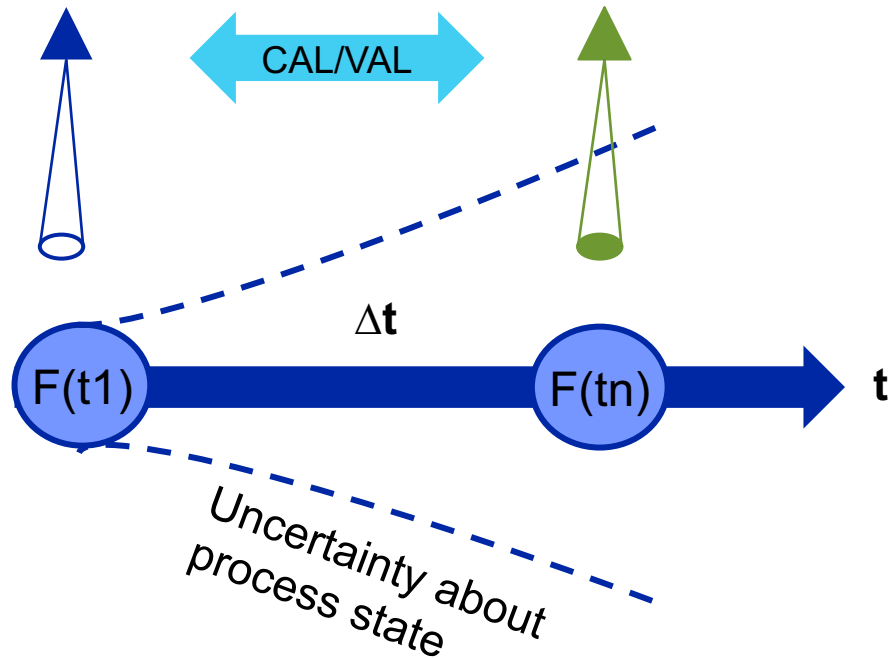 CAL/VAL
Δt
F(t1)
F(tn)
t
Uncertainty about
process state